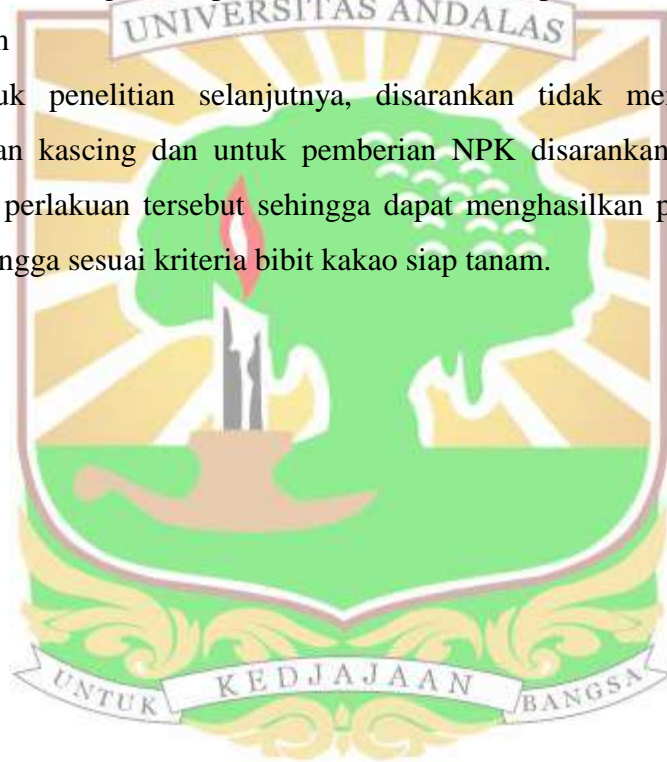 UNIVERSITAS ANDALAS
uk penelitian selanjutnya, disarankan tidak me
an kascing dan untuk pemberian NPK disarankan
perlakuan tersebut sehingga dapat menghasilkan p
ngga sesuai kriteria bibit kakao siap tanam.
UNTUK KEDJAJAAN BANGSA